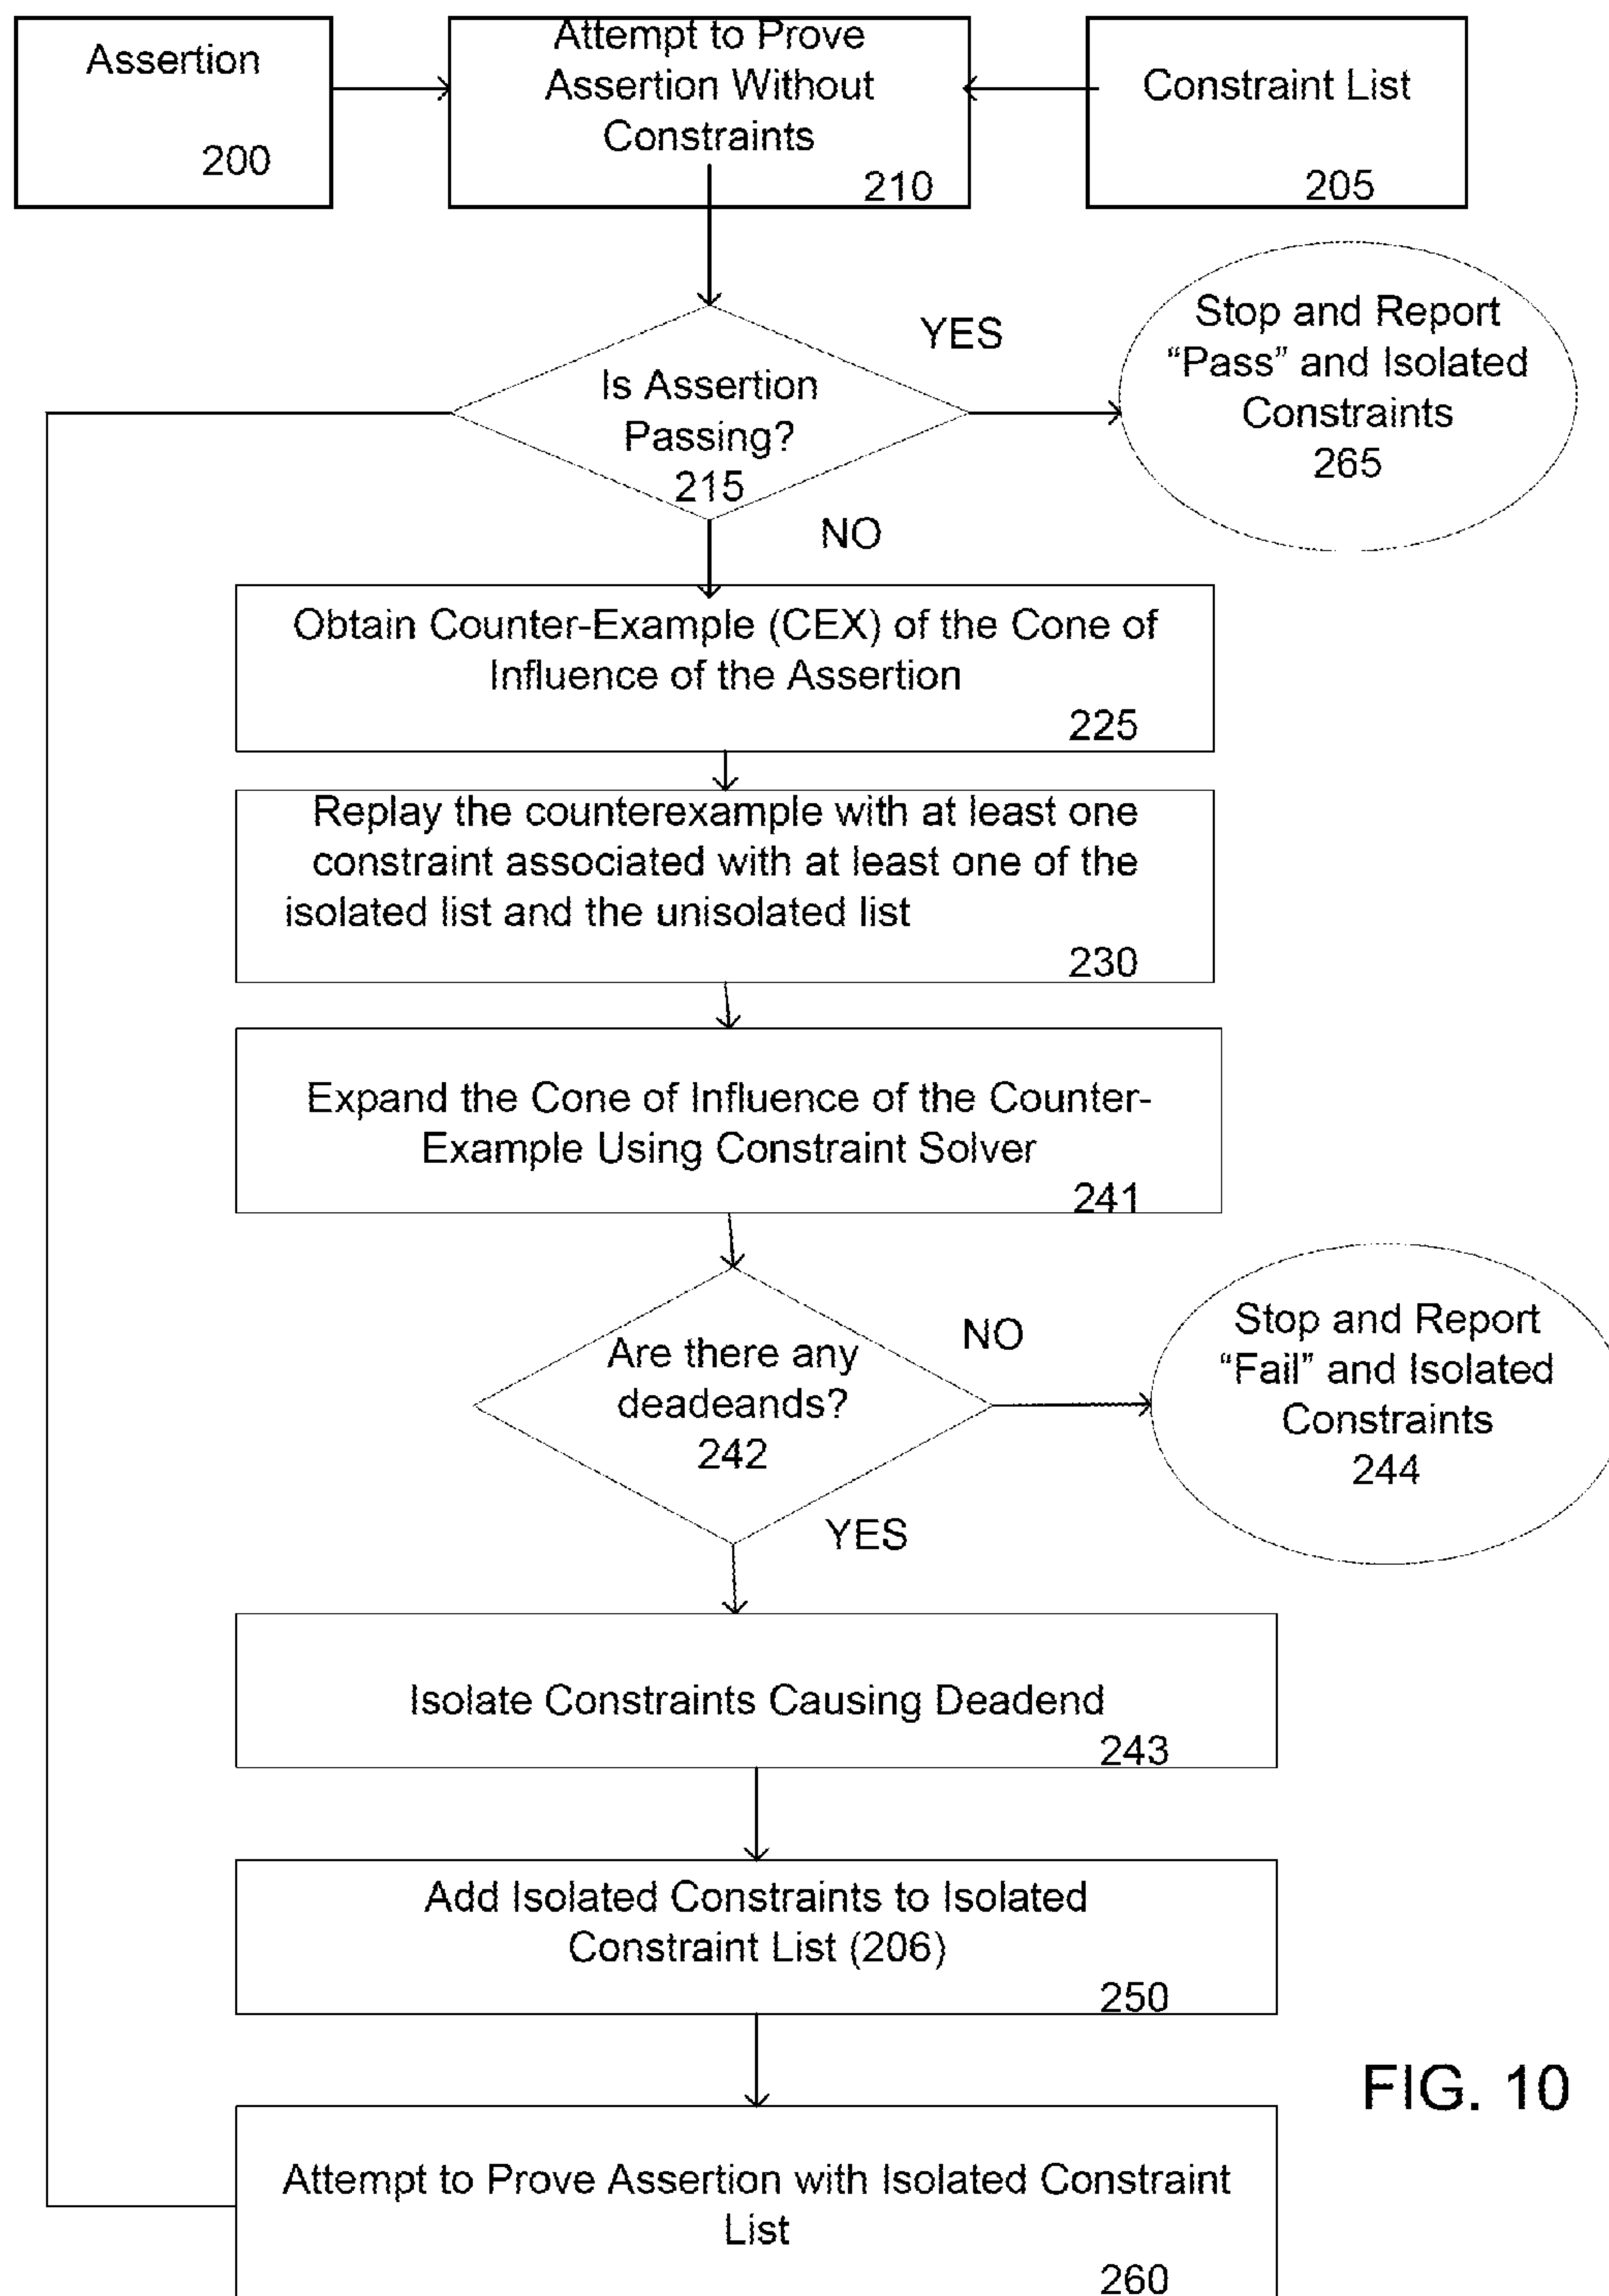 Assertion
200
Attempt to Prove
Assertion Without
Constraints
210
Constraint List
205
Is Assertion
Passing?
215
YES
NO
Stop and Report
“Pass” and Isolated
Constraints
265
Obtain Counter-Example (CEX) of the Cone of
Influence of the Assertion
225
Replay the counterexample with at least one
constraint associated with at least one of the
isolated list and the unisolated list
230
Expand the Cone of Influence of the Counter-
Example Using Constraint Solver
241
Are there any
deadeands?
242
NO
YES
Stop and Report
“Fail” and Isolated
Constraints
244
Isolate Constraints Causing Deadend
243
Add Isolated Constraints to Isolated
Constraint List (206)
250
FIG. 10
Attempt to Prove Assertion with Isolated Constraint
List
260